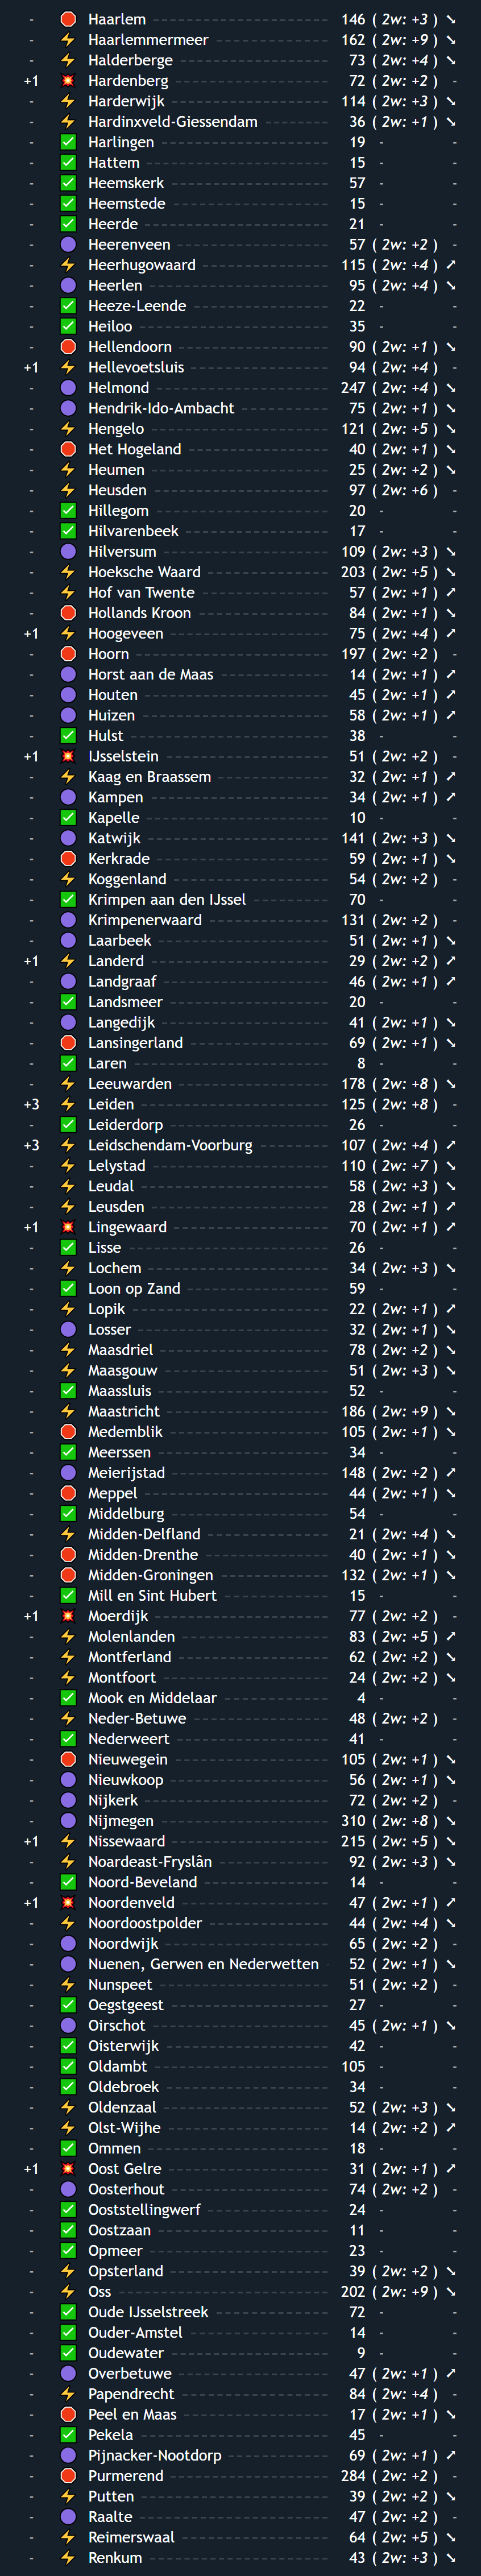 - Haarlem 146 ( 2w: +3 ) ↘
- ⚡ Haarlemmermeer 162 ( 2w: +9 ) ↘
- ⚡ Halderberge 73 ( 2w: +4 ) ↘
+1 💥 Hardenberg 72 ( 2w: +2 ) -
- ⚡ Harderwijk 114 ( 2w: +3 ) ↘
- ⚡ Hardinxveld-Giessendam 36 ( 2w: +1 ) ↘
- ✅ Harlingen 19 - -
- ✅ Hattem 15 - -
- ✅ Heemskerk 57 - -
- ✅ Heemstede 15 - -
- ✅ Heerde 21 - -
- 🟣 Heerenveen 57 ( 2w: +2 ) -
- ⚡ Heerhugowaard 115 ( 2w: +4 ) ↗
- 🟣 Heerlen 95 ( 2w: +4 ) ↘
- ✅ Heeze-Leende 22 - -
- ✅ Heiloo 35 - -
- 🛑 Hellendoorn 90 ( 2w: +1 ) ↘
+1 ⚡ Hellevoetsluis 94 ( 2w: +4 ) -
- 🟣 Helmond 247 ( 2w: +4 ) ↘
- 🟣 Hendrik-Ido-Ambacht 75 ( 2w: +1 ) ↘
- ⚡ Hengelo 121 ( 2w: +5 ) ↘
- 🛑 Het Hogeland 40 ( 2w: +1 ) ↘
- ⚡ Heumen 25 ( 2w: +2 ) ↘
- ⚡ Heusden 97 ( 2w: +6 ) -
- ✅ Hillegom 20 - -
- ✅ Hilvarenbeek 17 - -
- 🟣 Hilversum 109 ( 2w: +3 ) ↘
- ⚡ Hoeksche Waard 203 ( 2w: +5 ) ↘
- ⚡ Hof van Twente 57 ( 2w: +1 ) ↗
- 🛑 Hollands Kroon 84 ( 2w: +1 ) ↘
+1 ⚡ Hoogeveen 75 ( 2w: +4 ) ↗
- 🛑 Hoorn 197 ( 2w: +2 ) -
- 🟣 Horst aan de Maas 14 ( 2w: +1 ) ↗
- 🟣 Houten 45 ( 2w: +1 ) ↗
- 🟣 Huizen 58 ( 2w: +1 ) ↗
- ✅ Hulst 38 - -
+1 💥 IJsselstein 51 ( 2w: +2 ) -
- ⚡ Kaag en Braassem 32 ( 2w: +1 ) ↗
- 🟣 Kampen 34 ( 2w: +1 ) ↗
- ✅ Kapelle 10 - -
- 🟣 Katwijk 141 ( 2w: +3 ) ↘
- 🛑 Kerkrade 59 ( 2w: +1 ) ↘
- ⚡ Koggenland 54 ( 2w: +2 ) -
- ✅ Krimpen aan den IJssel 70 - -
- 🟣 Krimpenerwaard 131 ( 2w: +2 ) -
- 🟣 Laarbeek 51 ( 2w: +1 ) ↘
+1 ⚡ Landerd 29 ( 2w: +2 ) ↗
- 🟣 Landgraaf 46 ( 2w: +1 ) ↗
- ✅ Landsmeer 20 - -
- 🟣 Langedijk 41 ( 2w: +1 ) ↘
- 🛑 Lansingerland 69 ( 2w: +1 ) ↘
- ✅ Laren 8 - -
- ⚡ Leeuwarden 178 ( 2w: +8 ) ↘
+3 ⚡ Leiden 125 ( 2w: +8 ) -
- ✅ Leiderdorp 26 - -
+3 ⚡ Leidschendam-Voorburg 107 ( 2w: +4 ) ↗
- ⚡ Lelystad 110 ( 2w: +7 ) ↘
- ⚡ Leudal 58 ( 2w: +3 ) ↘
- ⚡ Leusden 28 ( 2w: +1 ) ↗
+1 💥 Lingewaard 70 ( 2w: +1 ) ↗
- ✅ Lisse 26 - -
- ⚡ Lochem 34 ( 2w: +3 ) ↘
- ✅ Loon op Zand 59 - -
- ⚡ Lopik 22 ( 2w: +1 ) ↗
- 🟣 Losser 32 ( 2w: +1 ) ↘
- ⚡ Maasdriel 78 ( 2w: +2 ) ↘
- ⚡ Maasgouw 51 ( 2w: +3 ) ↘
- ✅ Maassluis 52 - -
- ⚡ Maastricht 186 ( 2w: +9 ) ↘
- 🛑 Medemblik 105 ( 2w: +1 ) ↘
- ✅ Meerssen 34 - -
- 🟣 Meierijstad 148 ( 2w: +2 ) ↗
- 🛑 Meppel 44 ( 2w: +1 ) ↘
- ✅ Middelburg 54 - -
- ⚡ Midden-Delfland 21 ( 2w: +4 ) ↘
- 🛑 Midden-Drenthe 40 ( 2w: +1 ) ↘
- 🛑 Midden-Groningen 132 ( 2w: +1 ) ↘
- ✅ Mill en Sint Hubert 15 - -
+1 💥 Moerdijk 77 ( 2w: +2 ) -
- ⚡ Molenlanden 83 ( 2w: +5 ) ↗
- ⚡ Montferland 62 ( 2w: +2 ) ↘
- ⚡ Montfoort 24 ( 2w: +2 ) ↘
- ✅ Mook en Middelaar 4 - -
- ⚡ Neder-Betuwe 48 ( 2w: +2 ) -
- ✅ Nederweert 41 - -
- 🛑 Nieuwegein 105 ( 2w: +1 ) ↘
- 🟣 Nieuwkoop 56 ( 2w: +1 ) ↘
- 🟣 Nijkerk 72 ( 2w: +2 ) -
- 🟣 Nijmegen 310 ( 2w: +8 ) ↘
+1 ⚡ Nissewaard 215 ( 2w: +5 ) ↘
- ⚡ Noardeast-Fryslân 92 ( 2w: +3 ) ↘
- ✅ Noord-Beveland 14 - -
+1 💥 Noordenveld 47 ( 2w: +1 ) ↗
- ⚡ Noordoostpolder 44 ( 2w: +4 ) ↘
- 🟣 Noordwijk 65 ( 2w: +2 ) -
- 🟣 Nuenen, Gerwen en Nederwetten 52 ( 2w: +1 ) ↘
- ⚡ Nunspeet 51 ( 2w: +2 ) -
- ✅ Oegstgeest 27 - -
- 🟣 Oirschot 45 ( 2w: +1 ) ↘
- ✅ Oisterwijk 42 - -
- ✅ Oldambt 105 - -
- ✅ Oldebroek 34 - -
- ⚡ Oldenzaal 52 ( 2w: +3 ) ↘
- ⚡ Olst-Wijhe 14 ( 2w: +2 ) ↗
- ✅ Ommen 18 - -
+1 💥 Oost Gelre 31 ( 2w: +1 ) ↗
- 🟣 Oosterhout 74 ( 2w: +2 ) -
- ✅ Ooststellingwerf 24 - -
- ✅ Oostzaan 11 - -
- ✅ Opmeer 23 - -
- ⚡ Opsterland 39 ( 2w: +2 ) ↘
- ⚡ Oss 202 ( 2w: +9 ) ↘
- ✅ Oude IJsselstreek 72 - -
- ✅ Ouder-Amstel 14 - -
- ✅ Oudewater 9 - -
- 🟣 Overbetuwe 47 ( 2w: +1 ) ↗
- ⚡ Papendrecht 84 ( 2w: +4 ) -
- 🛑 Peel en Maas 17 ( 2w: +1 ) ↘
- ✅ Pekela 45 - -
- 🟣 Pijnacker-Nootdorp 69 ( 2w: +1 ) ↗
- 🛑 Purmerend 284 ( 2w: +2 ) -
- ⚡ Putten 39 ( 2w: +2 ) ↘
- 🟣 Raalte 47 ( 2w: +2 ) -
- ⚡ Reimerswaal 64 ( 2w: +5 ) ↘
- ⚡ Renkum 43 ( 2w: +3 ) ↘